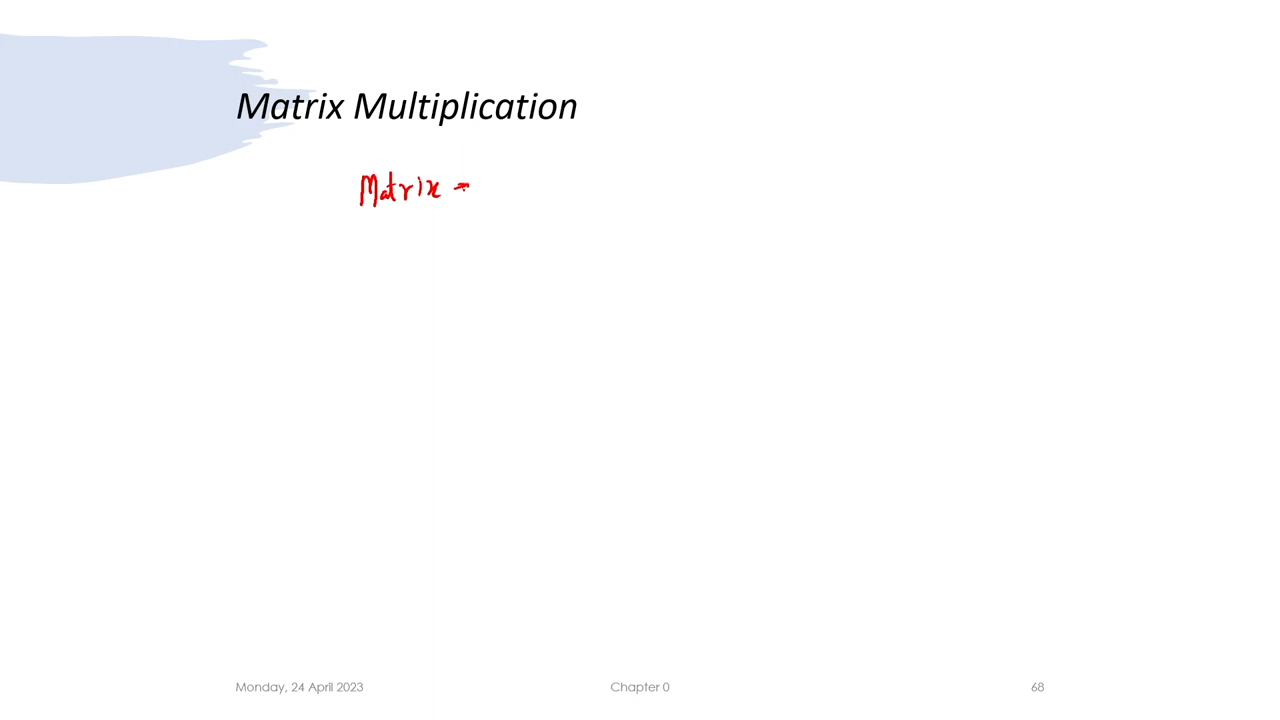 Matrix Multiplication
Matrix =
Monday, 24 April 2023
Chapter 0
68